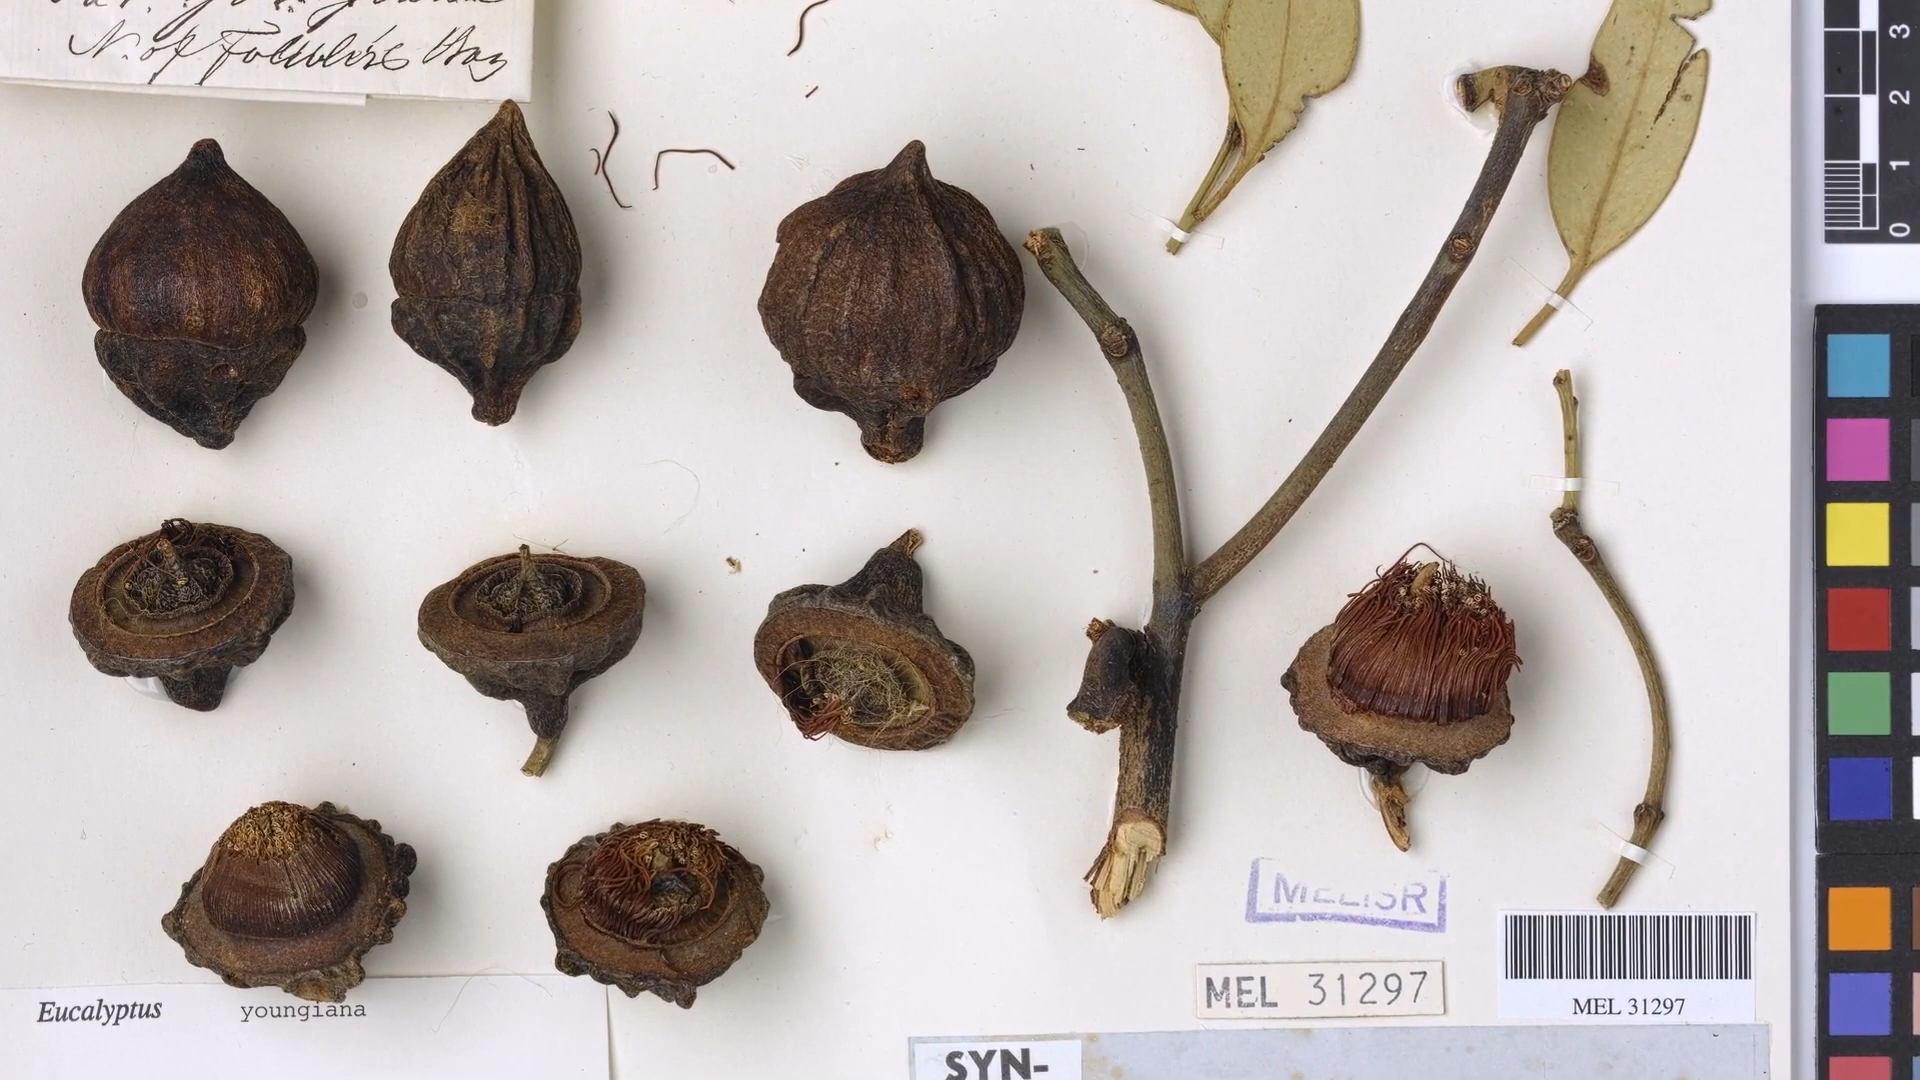 N. of Fowlers Bay
3
2
1
0
MELISR
MEL 31297
MEL 31297
Eucalyptus youngiana
SYN-